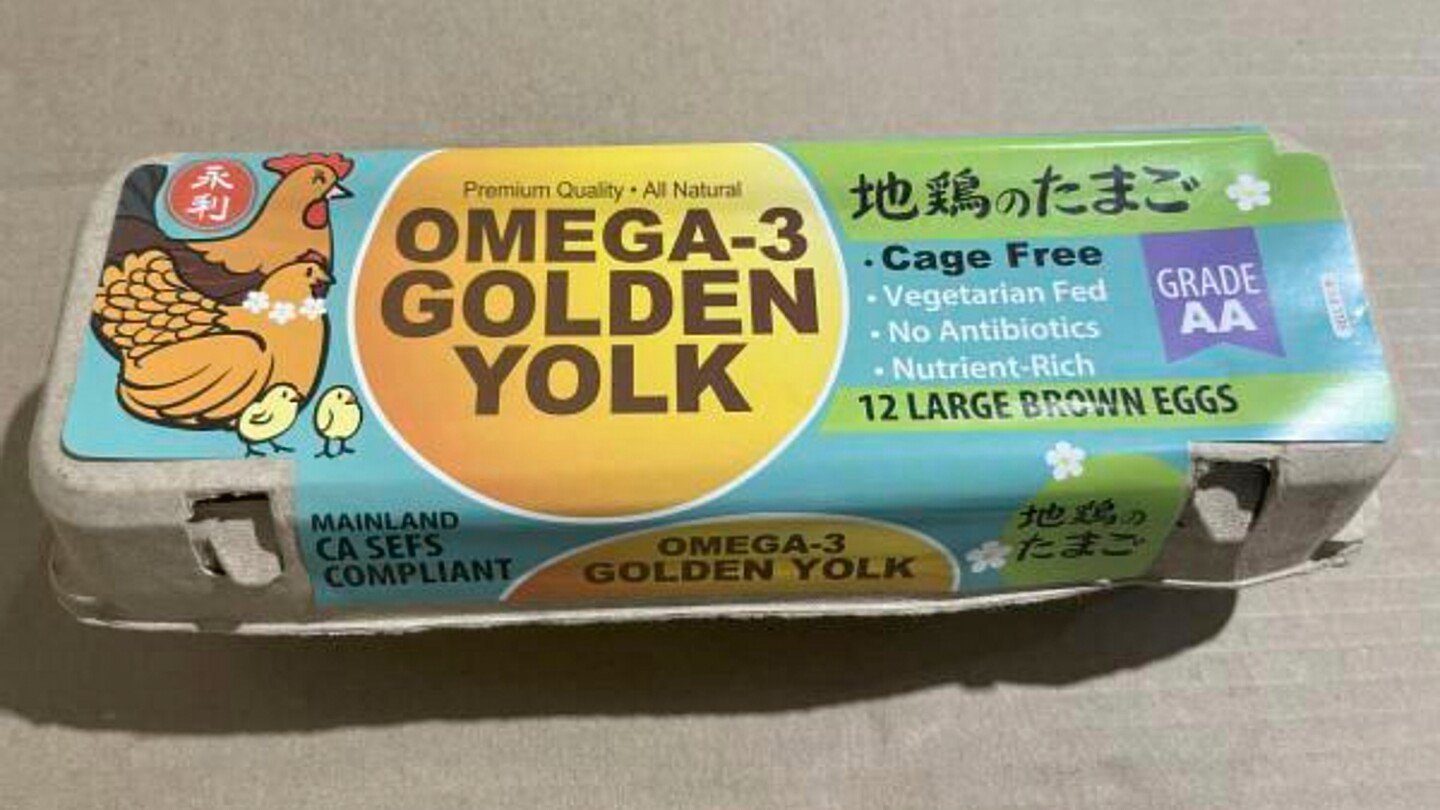 永
利
Premium Quality • All Natural
OMEGA-3
GOLDEN
YOLK
地鶏のたまご
• Cage Free
• Vegetarian Fed
• No Antibiotics
• Nutrient-Rich
GRADE
AA
12 LARGE BROWN EGGS
MAINLAND
CA SEFS
COMPLIANT
OMEGA-3
GOLDEN YOLK
地鶏の
たまご